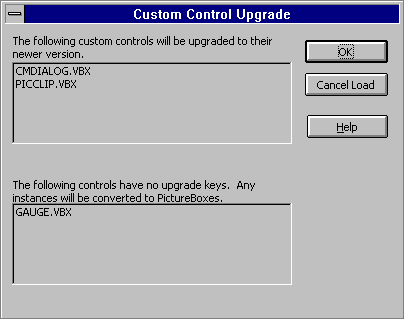 Custom Control Upgrade
The following custom controls will be upgraded to their
newer version.
CMDIALOG.VBX
PICCLIP.VBX
OK
Cancel Load
Help
The following controls have no upgrade keys.  Any
instances will be converted to PictureBoxes.
GAUGE.VBX